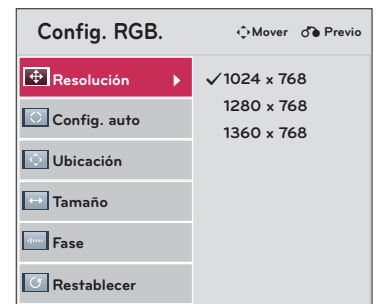 Config. RGB.
Mover Previo
Resolución
Config. auto
Ubicación
Tamaño
Fase
Restablecer
✓1024 x 768
1280 x 768
1360 x 768